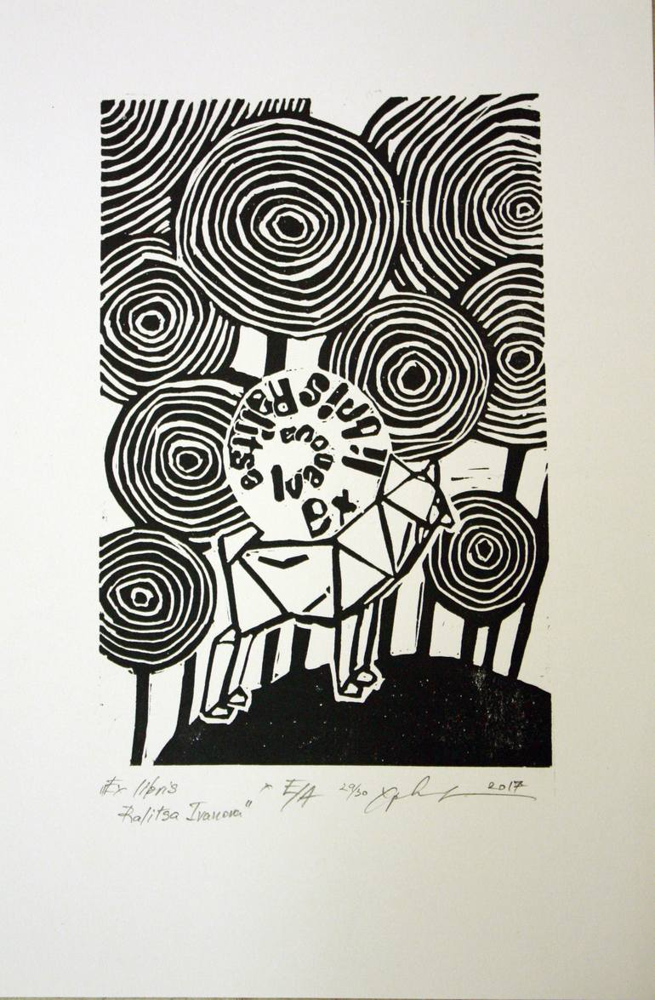 Ex libris Ralitsa
Ivanova
"Ex libris E/A 29/30 2017
Ralitsa Ivanova"